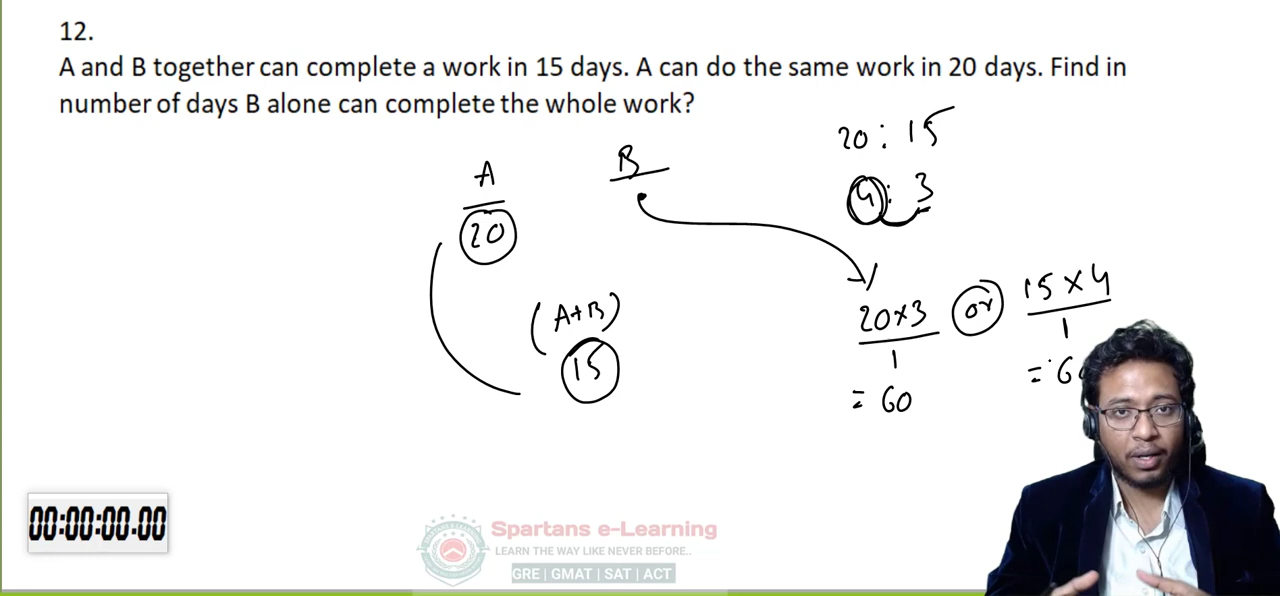 12.
A and B together can complete a work in 15 days. A can do the same work in 20 days. Find in
number of days B alone can complete the whole work?
20 : 15
4 : 3
A
B
20
(A+B)
15
20×3
1
= 60
or
15 × 4
1
00:00:00.00
Spartans e-Learning
LEARN THE WAY LIKE NEVER BEFORE..
GRE | GMAT | SAT | ACT